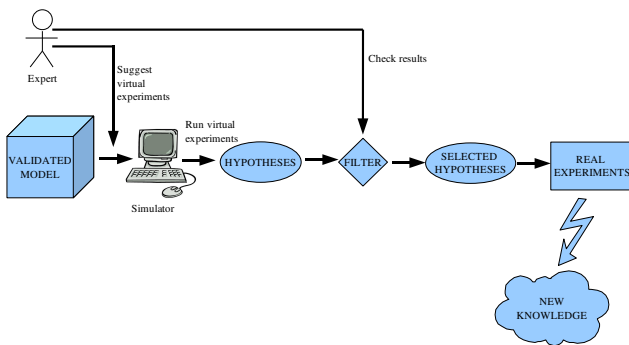 Expert
Suggest
virtual
experiments
Check results
VALIDATED
MODEL
Simulator
Run virtual
experiments
HYPOTHESES
FILTER
SELECTED
HYPOTHESES
REAL
EXPERIMENTS
NEW
KNOWLEDGE